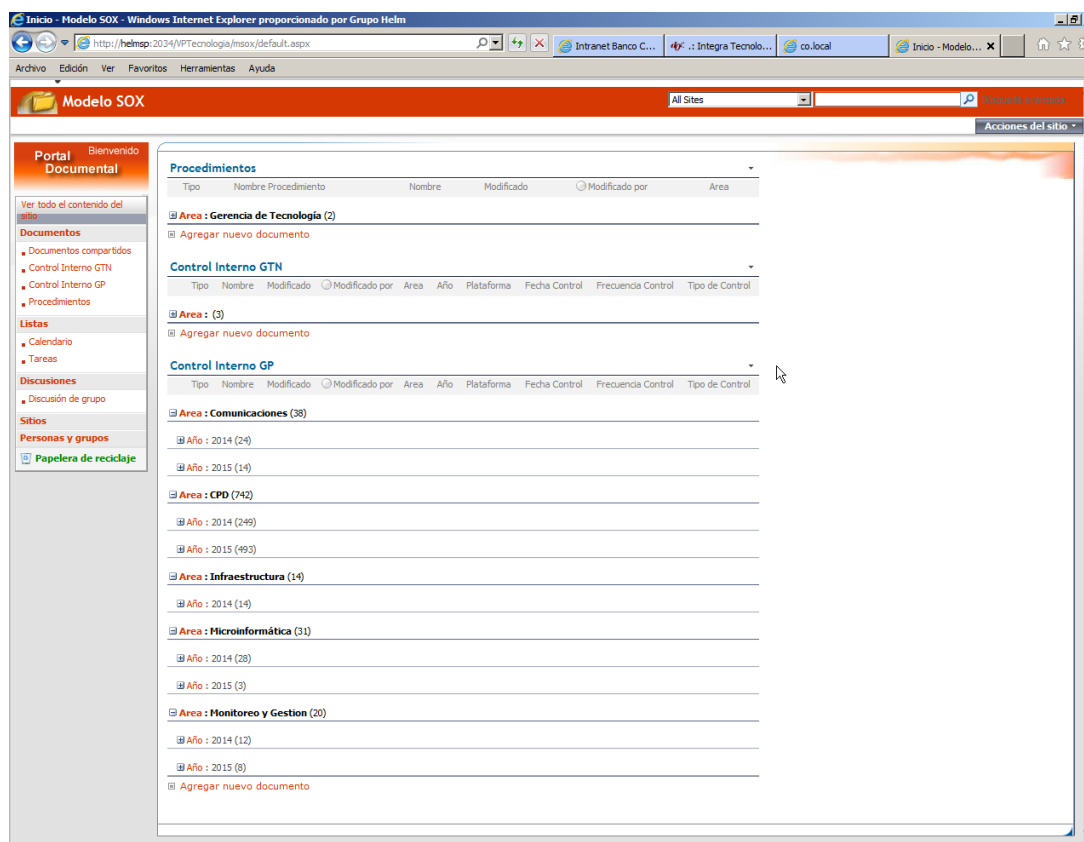 Inicio - Modelo SOX - Windows Internet Explorer proporcionado por Grupo Helm
http://helmsp:2034/VPTecnologia/msox/default.aspx
Intranet Banco C... .: Integra Tecnolo... co.local Inicio - Modelo...
Archivo Edición Ver Favoritos Herramientas Ayuda
Modelo SOX All Sites
Acciones del sitio
Bienvenido
Portal
Documental
Ver todo el contenido del
sitio
Documentos
Documentos compartidos
Control Interno GTN
Control Interno GP
Procedimientos
Listas
Calendario
Tareas
Discusiones
Discusión de grupo
Sitios
Personas y grupos
Papelera de reciclaje
Procedimientos
Tipo Nombre Procedimiento Nombre Modificado Modificado por Area
Area : Gerencia de Tecnología (2)
Agregar nuevo documento
Control Interno GTN
Tipo Nombre Modificado Modificado por Area Año Plataforma Fecha Control Frecuencia Control Tipo de Control
Area : (3)
Agregar nuevo documento
Control Interno GP
Tipo Nombre Modificado Modificado por Area Año Plataforma Fecha Control Frecuencia Control Tipo de Control
Area : Comunicaciones (38)
Año : 2014 (24)
Año : 2015 (14)
Area : CPD (742)
Año : 2014 (249)
Año : 2015 (493)
Area : Infraestructura (14)
Año : 2014 (14)
Area : Microinformática (31)
Año : 2014 (28)
Año : 2015 (3)
Area : Monitoreo y Gestion (20)
Año : 2014 (12)
Año : 2015 (8)
Agregar nuevo documento